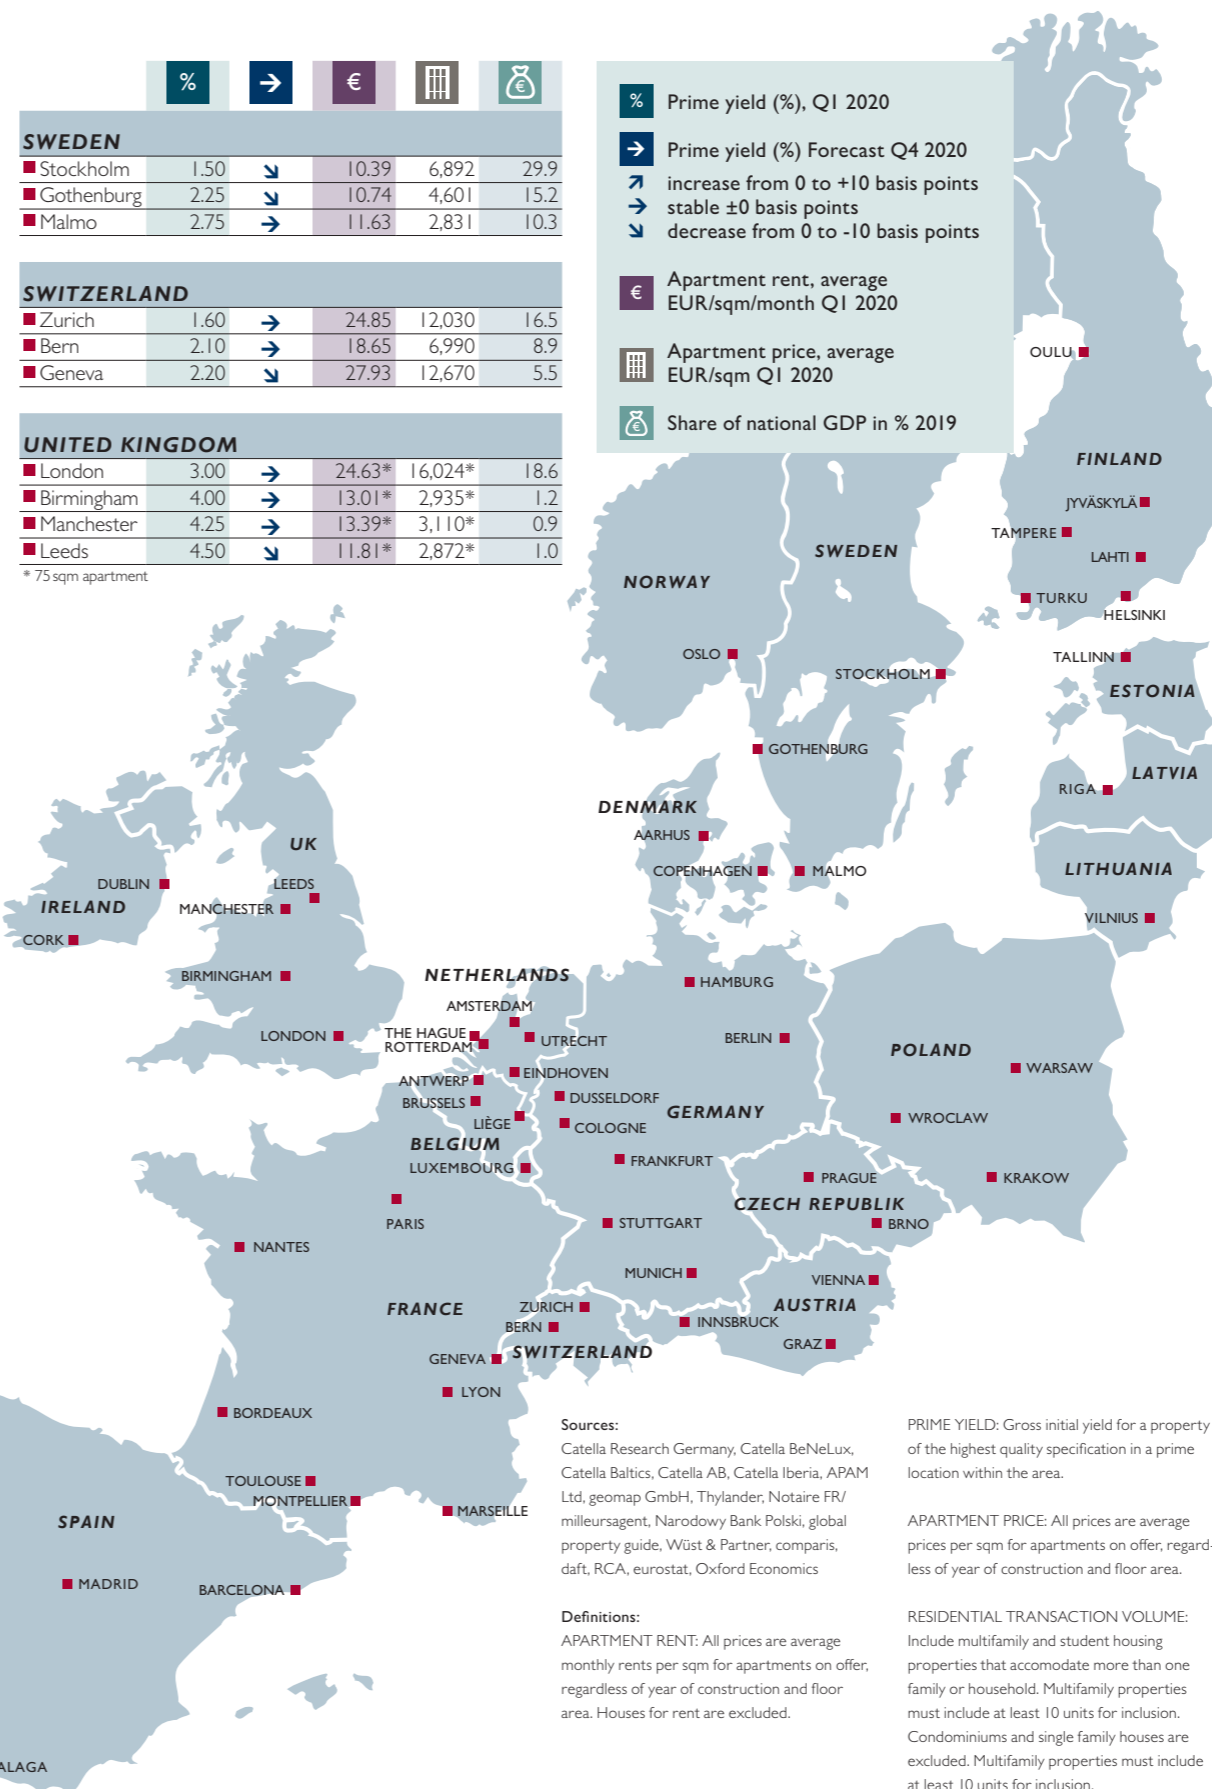 % → €  €
SWEDEN
Stockholm 1.50 ↘ 10.39 6,892 29.9
Gothenburg 2.25 ↘ 10.74 4,601 15.2
Malmo 2.75 → 11.63 2,831 10.3
SWITZERLAND
Zurich 1.60 → 24.85 12,030 16.5
Bern 2.10 → 18.65 6,990 8.9
Geneva 2.20 ↘ 27.93 12,670 5.5
UNITED KINGDOM
London 3.00 → 24.63* 16,024* 18.6
Birmingham 4.00 → 13.01* 2,935* 1.2
Manchester 4.25 → 13.39* 3,110* 0.9
Leeds 4.50 ↘ 11.81* 2,872* 1.0
* 75 sqm apartment
% Prime yield (%), Q1 2020
→ Prime yield (%) Forecast Q4 2020
↗ increase from 0 to +10 basis points
→ stable ±0 basis points
↘ decrease from 0 to -10 basis points
€ Apartment rent, average
EUR/sqm/month Q1 2020
Apartment price, average
EUR/sqm Q1 2020
€ Share of national GDP in % 2019
OULU
FINLAND
JYVÄSKYLÄ
TAMPERE
LAHTI
TURKU
HELSINKI
SWEDEN
NORWAY
OSLO
STOCKHOLM
TALLINN
ESTONIA
GOTHENBURG
LATVIA
RIGA
DENMARK
AARHUS
COPENHAGEN
MALMO
LITHUANIA
VILNIUS
UK
DUBLIN
LEEDS
IRELAND
MANCHESTER
CORK
BIRMINGHAM
LONDON
NETHERLANDS
AMSTERDAM
THE HAGUE
ROTTERDAM
UTRECHT
EINDHOVEN
ANTWERP
BRUSSELS
LIÈGE
BELGIUM
LUXEMBOURG
HAMBURG
BERLIN
DUSSELDORF
GERMANY
COLOGNE
FRANKFURT
STUTTGART
MUNICH
POLAND
WARSAW
WROCLAW
KRAKOW
PRAGUE
CZECH REPUBLIK
BRNO
VIENNA
AUSTRIA
INNSBRUCK
GRAZ
PARIS
NANTES
FRANCE
ZURICH
BERN
SWITZERLAND
GENEVA
LYON
BORDEAUX
TOULOUSE
MONTPELLIER
MARSEILLE
SPAIN
MADRID
BARCELONA
ALAGA
Sources:
Catella Research Germany, Catella BeNeLux,
Catella Baltics, Catella AB, Catella Iberia, APAM
Ltd, geomap GmbH, Thylander, Notaire FR/
milleursagent, Narodowy Bank Polski, global
property guide, Wüst & Partner, comparis,
daft, RCA, eurostat, Oxford Economics
Definitions:
APARTMENT RENT: All prices are average
monthly rents per sqm for apartments on offer,
regardless of year of construction and floor
area. Houses for rent are excluded.
PRIME YIELD: Gross initial yield for a property
of the highest quality specification in a prime
location within the area.
APARTMENT PRICE: All prices are average
prices per sqm for apartments on offer, regard-
less of year of construction and floor area.
RESIDENTIAL TRANSACTION VOLUME:
Include multifamily and student housing
properties that accomodate more than one
family or household. Multifamily properties
must include at least 10 units for inclusion.
Condominiums and single family houses are
excluded. Multifamily properties must include
at least 10 units for inclusion.